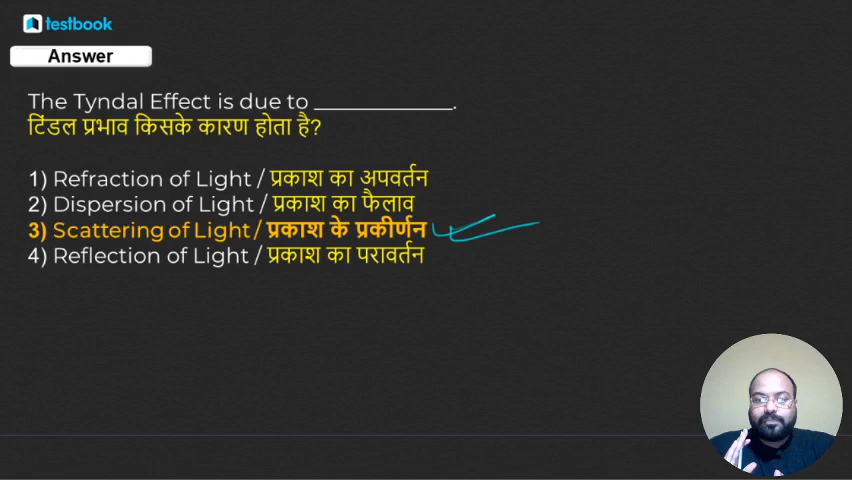 testbook
Answer
The Tyndal Effect is due to ____________.
टिंडल प्रभाव किसके कारण होता है?
1) Refraction of Light / प्रकाश का अपवर्तन
2) Dispersion of Light / प्रकाश का फैलाव
3) Scattering of Light / प्रकाश के प्रकीर्णन
4) Reflection of Light / प्रकाश का परावर्तन